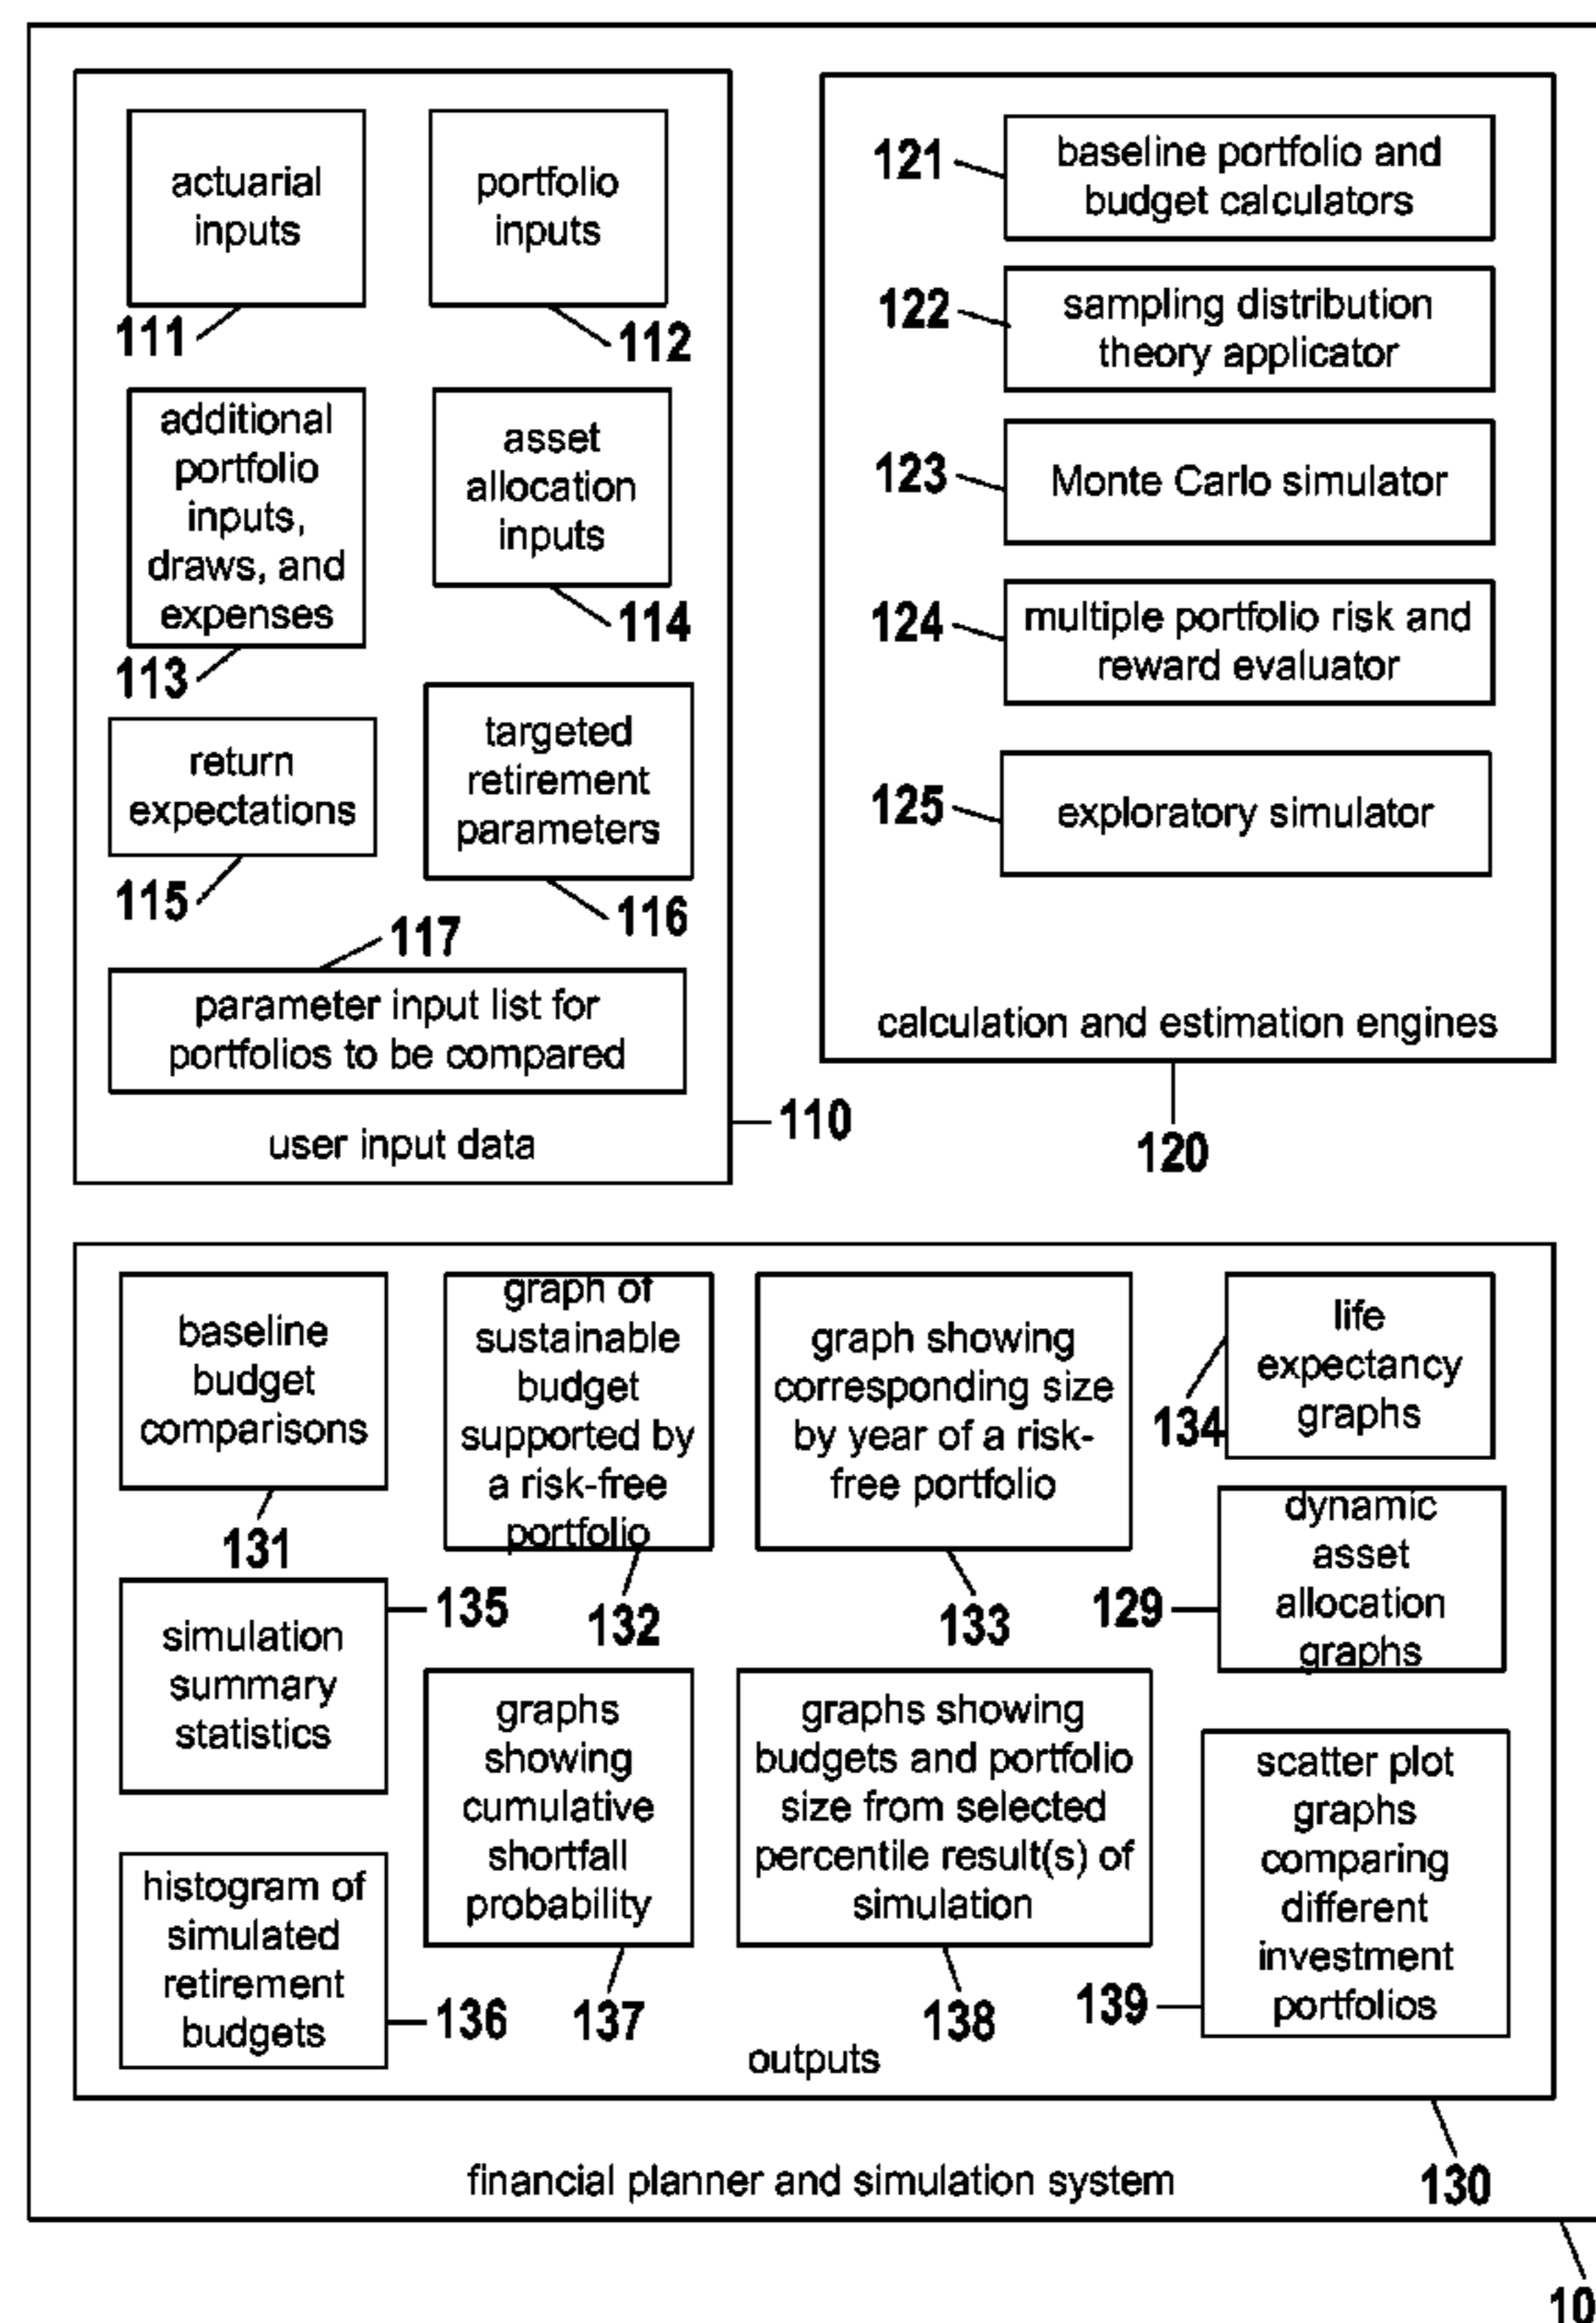 actuarial
inputs
111
portfolio
inputs
112
additional
portfolio
inputs,
draws, and
expenses
113
asset
allocation
inputs
114
return
expectations
115
targeted
retirement
parameters
116
117
parameter input list for
portfolios to be compared
user input data
110
121
baseline portfolio and
budget calculators
122
sampling distribution
theory applicator
123
Monte Carlo simulator
124
multiple portfolio risk and
reward evaluator
125
exploratory simulator
calculation and estimation engines
120
baseline
budget
comparisons
131
graph of
sustainable
budget
supported by
a risk-free
portfolio
132
graph showing
corresponding size
by year of a risk-
free portfolio
133
life
expectancy
graphs
134
dynamic
asset
allocation
graphs
129
simulation
summary
statistics
135
histogram of
simulated
retirement
budgets
136
graphs
showing
cumulative
shortfall
probability
137
graphs showing
budgets and portfolio
size from selected
percentile result(s) of
simulation
138
scatter plot
graphs
comparing
different
investment
portfolios
139
outputs
130
financial planner and simulation system